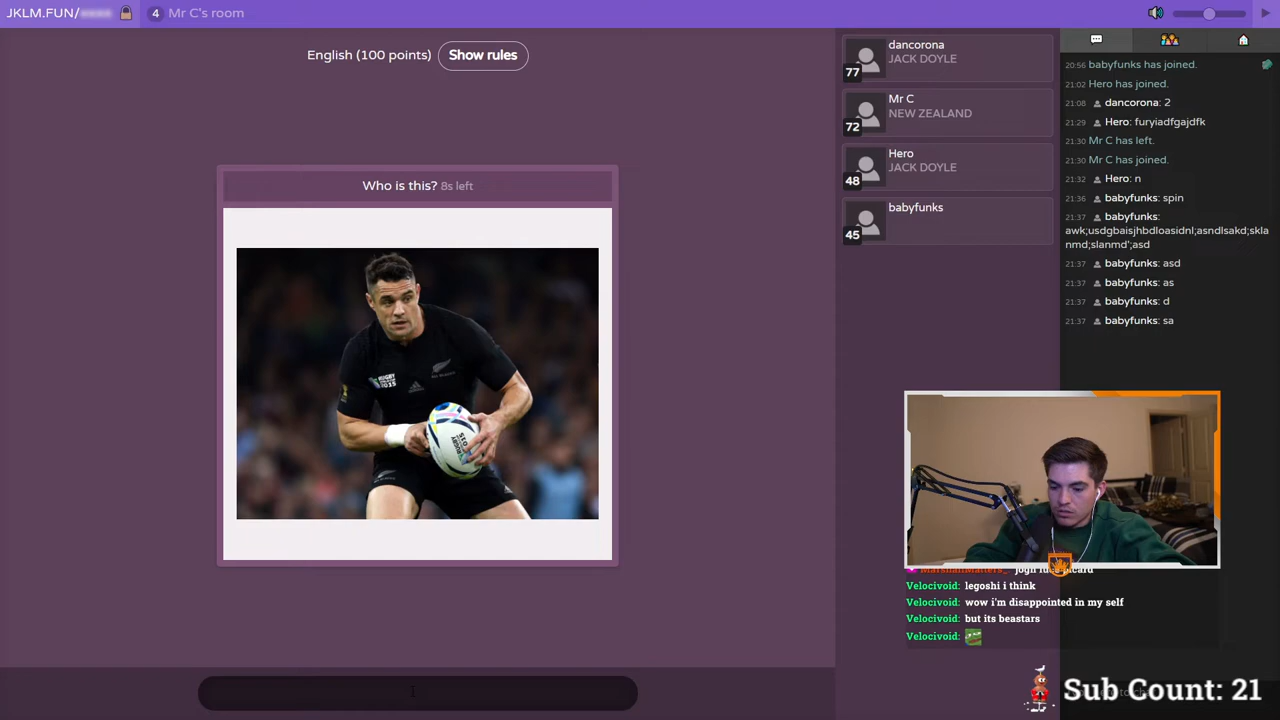 JKLM.FUN/
4 Mr C's room
English (100 points) Show rules
Who is this? 8s left
RUGBY
2015
dancorona
JACK DOYLE
77
Mr C
NEW ZEALAND
72
Hero
JACK DOYLE
48
babyfunks
45
20:56 babyfunks has joined.
21:02 Hero has joined.
21:08 dancorona: 2
21:29 Hero: furyiadfgajdfk
21:30 Mr C has left.
21:30 Mr C has joined.
21:32 Hero: n
21:36 babyfunks: spin
21:37 babyfunks:
awk;usdgbaisjhbdloasidnl;asndlsakd;skla
nmd;slanmd';asd
21:37 babyfunks: asd
21:37 babyfunks: as
21:37 babyfunks: d
21:37 babyfunks: sa
Velocivoid: legoshi i think
Velocivoid: wow i'm disappointed in my self
Velocivoid: but its beastars
Velocivoid:
Sub Count: 21